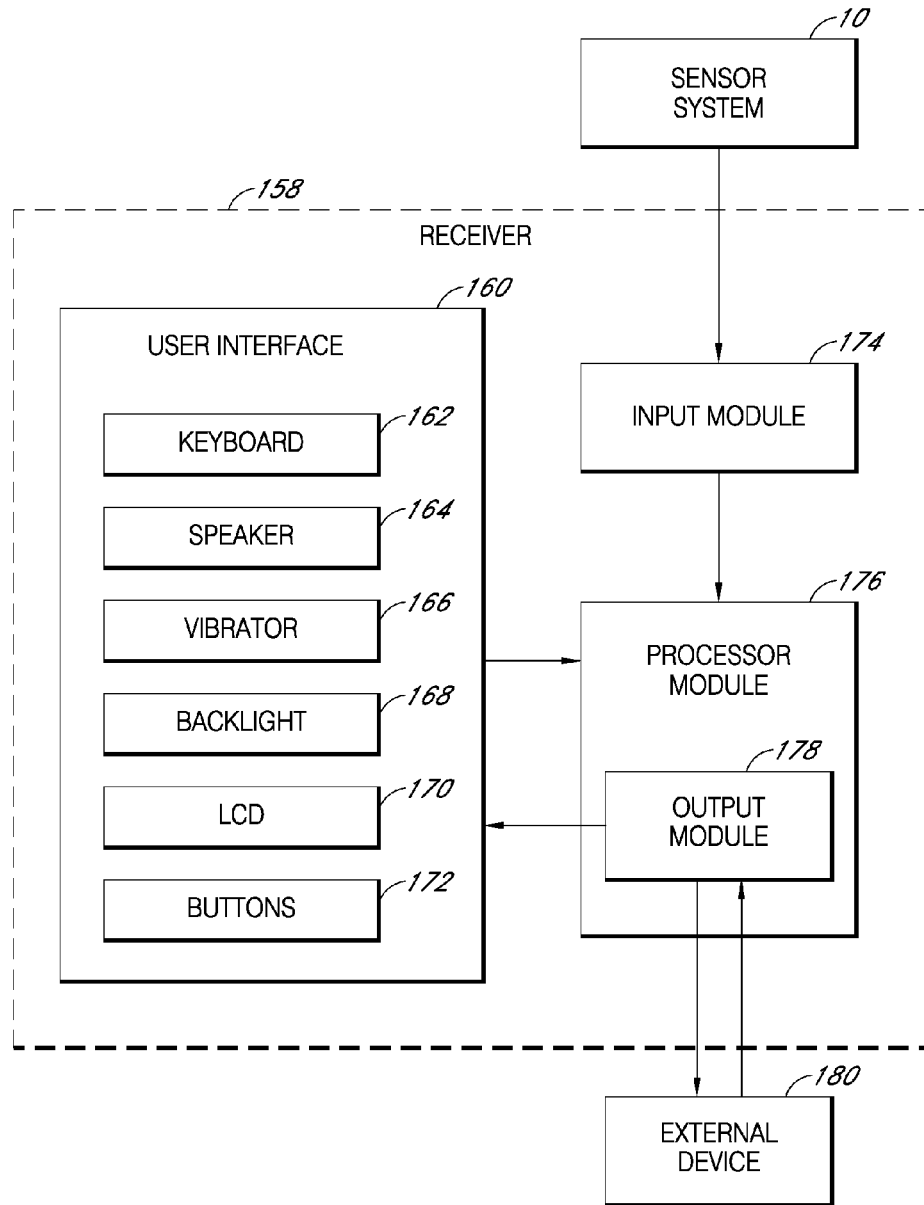 10
SENSOR
SYSTEM
158
RECEIVER
160
USER INTERFACE
174
INPUT MODULE
KEYBOARD
162
SPEAKER
164
VIBRATOR
166
BACKLIGHT
168
LCD
170
BUTTONS
172
176
PROCESSOR
MODULE
178
OUTPUT
MODULE
180
EXTERNAL
DEVICE